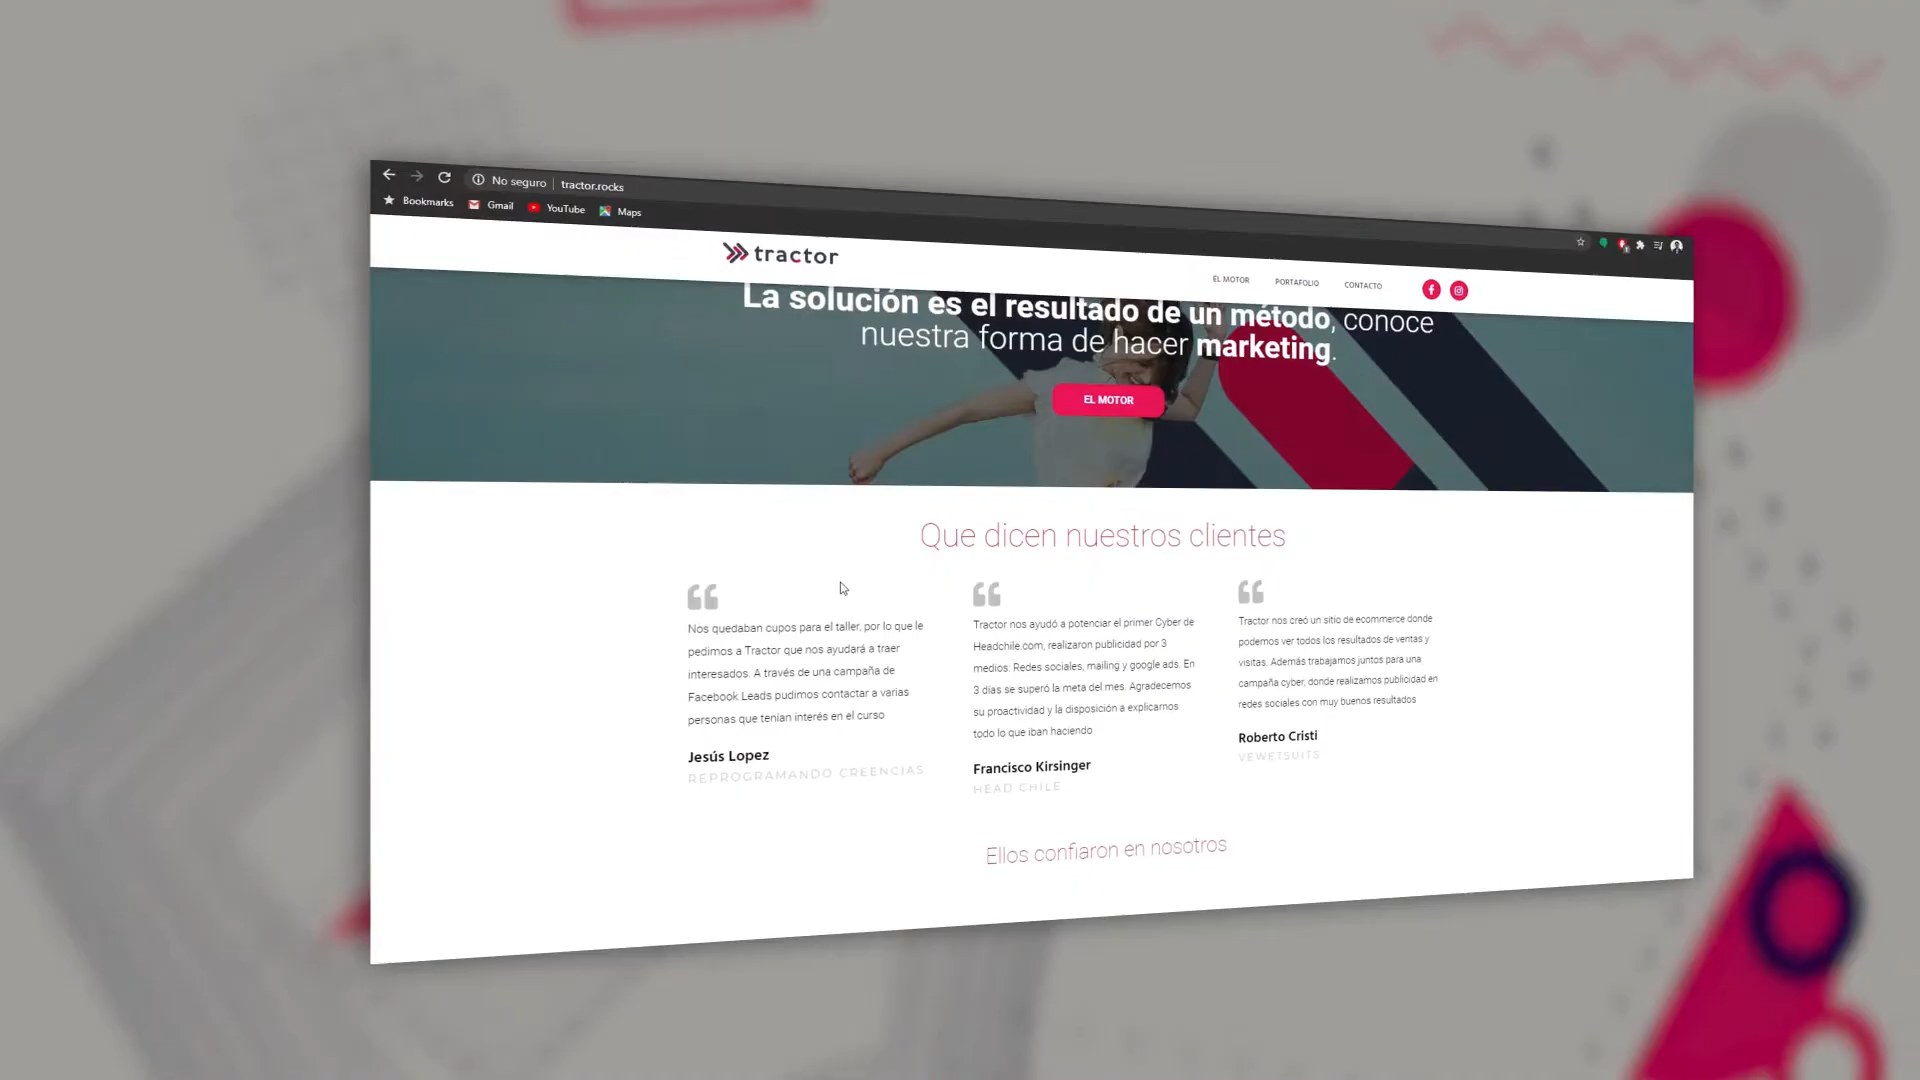 No seguro | tractor.rocks
Bookmarks Gmail YouTube Maps
tractor
EL MOTOR PORTAFOLIO CONTACTO
La solución es el resultado de un método, conoce
nuestra forma de hacer marketing.
EL MOTOR
Que dicen nuestros clientes
Nos quedaban cupos para el taller, por lo que le
pedimos a Tractor que nos ayudará a traer
interesados. A través de una campaña de
Facebook Leads pudimos contactar a varias
personas que tenían interés en el curso
Jesús Lopez
REPROGRAMANDO CREENCIAS
Tractor nos ayudó a potenciar el primer Cyber de
Headchile.com, realizaron publicidad por 3
medios: Redes sociales, mailing y google ads. En
3 días se superó la meta del mes. Agradecemos
su proactividad y la disposición a explicarnos
todo lo que iban haciendo
Francisco Kirsinger
HEAD CHILE
Tractor nos creó un sitio de ecommerce donde
podemos ver todos los resultados de ventas y
visitas. Además trabajamos juntos para una
campaña cyber, donde realizamos publicidad en
redes sociales con muy buenos resultados
Roberto Cristi
VEWETSUITS
Ellos confiaron en nosotros